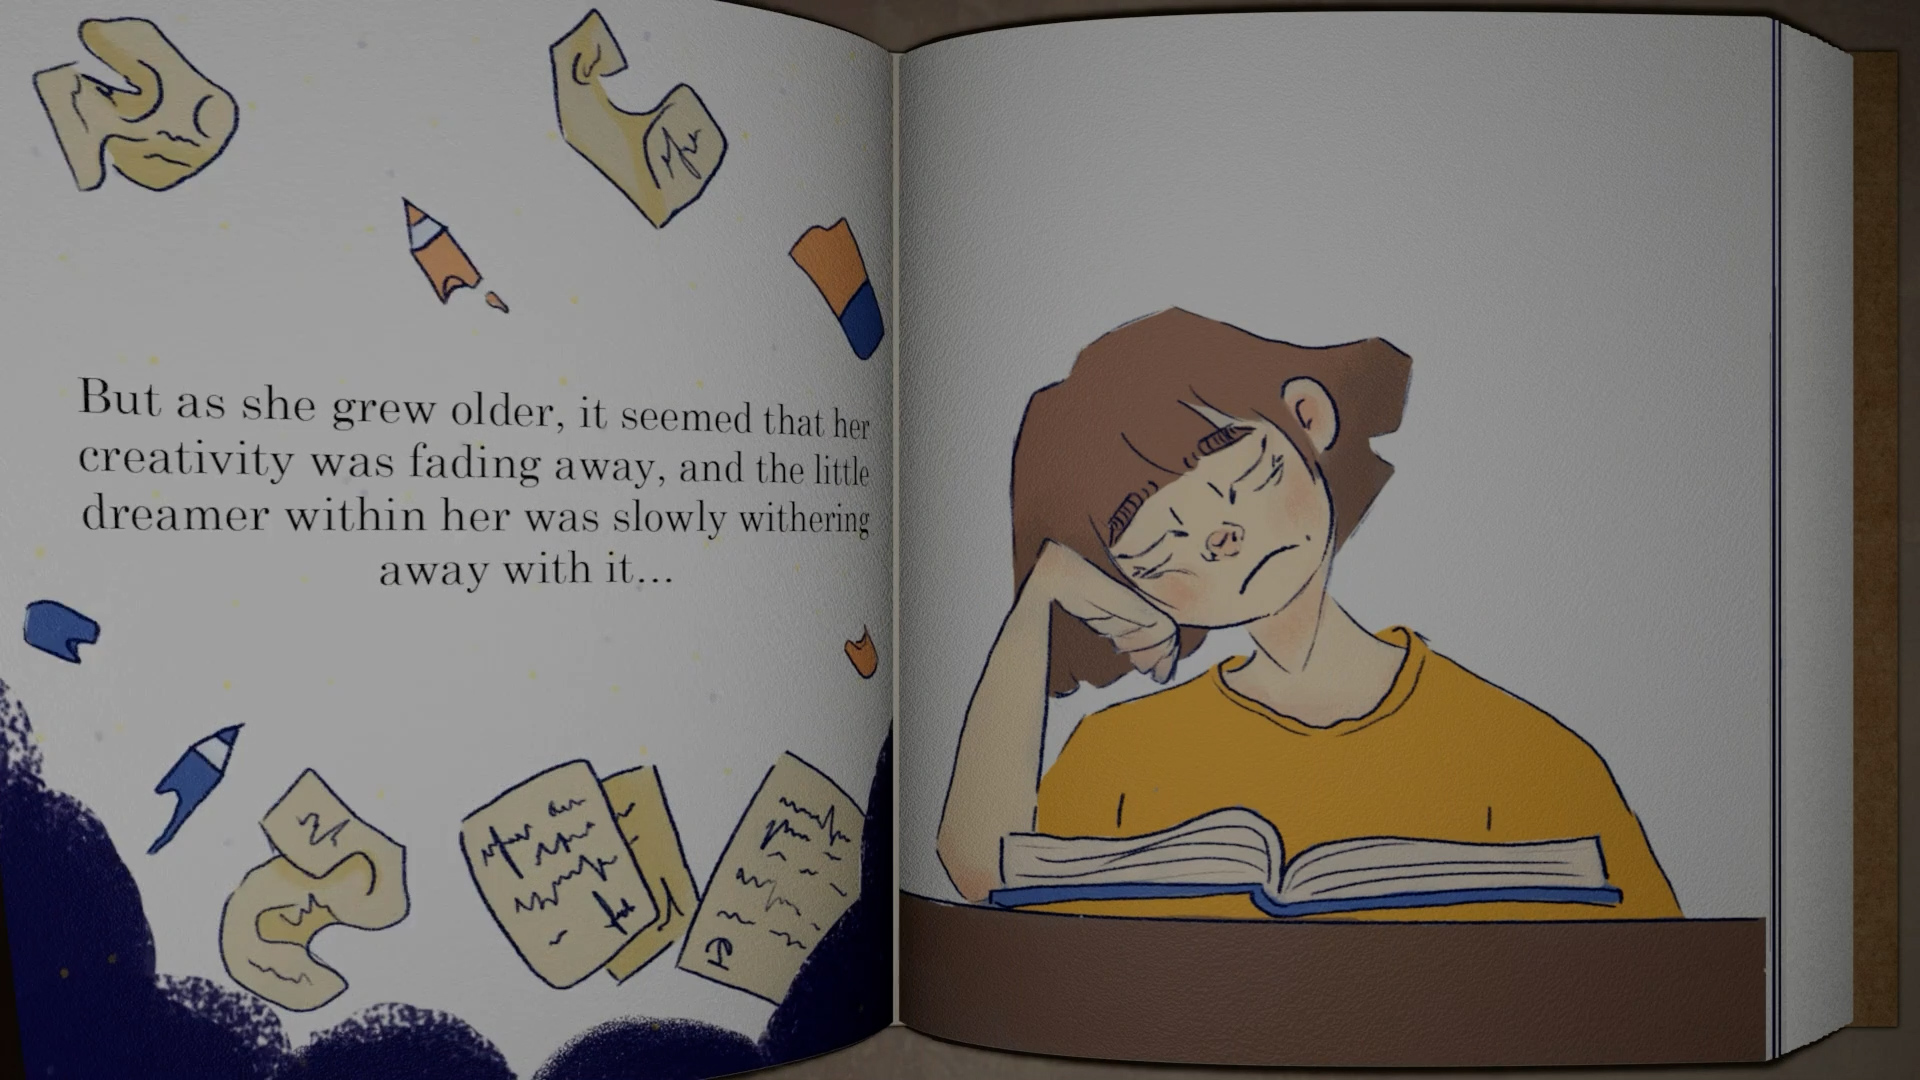 But as she grew older, it seemed that her
creativity was fading away, and the little
dreamer within her was slowly withering
away with it...